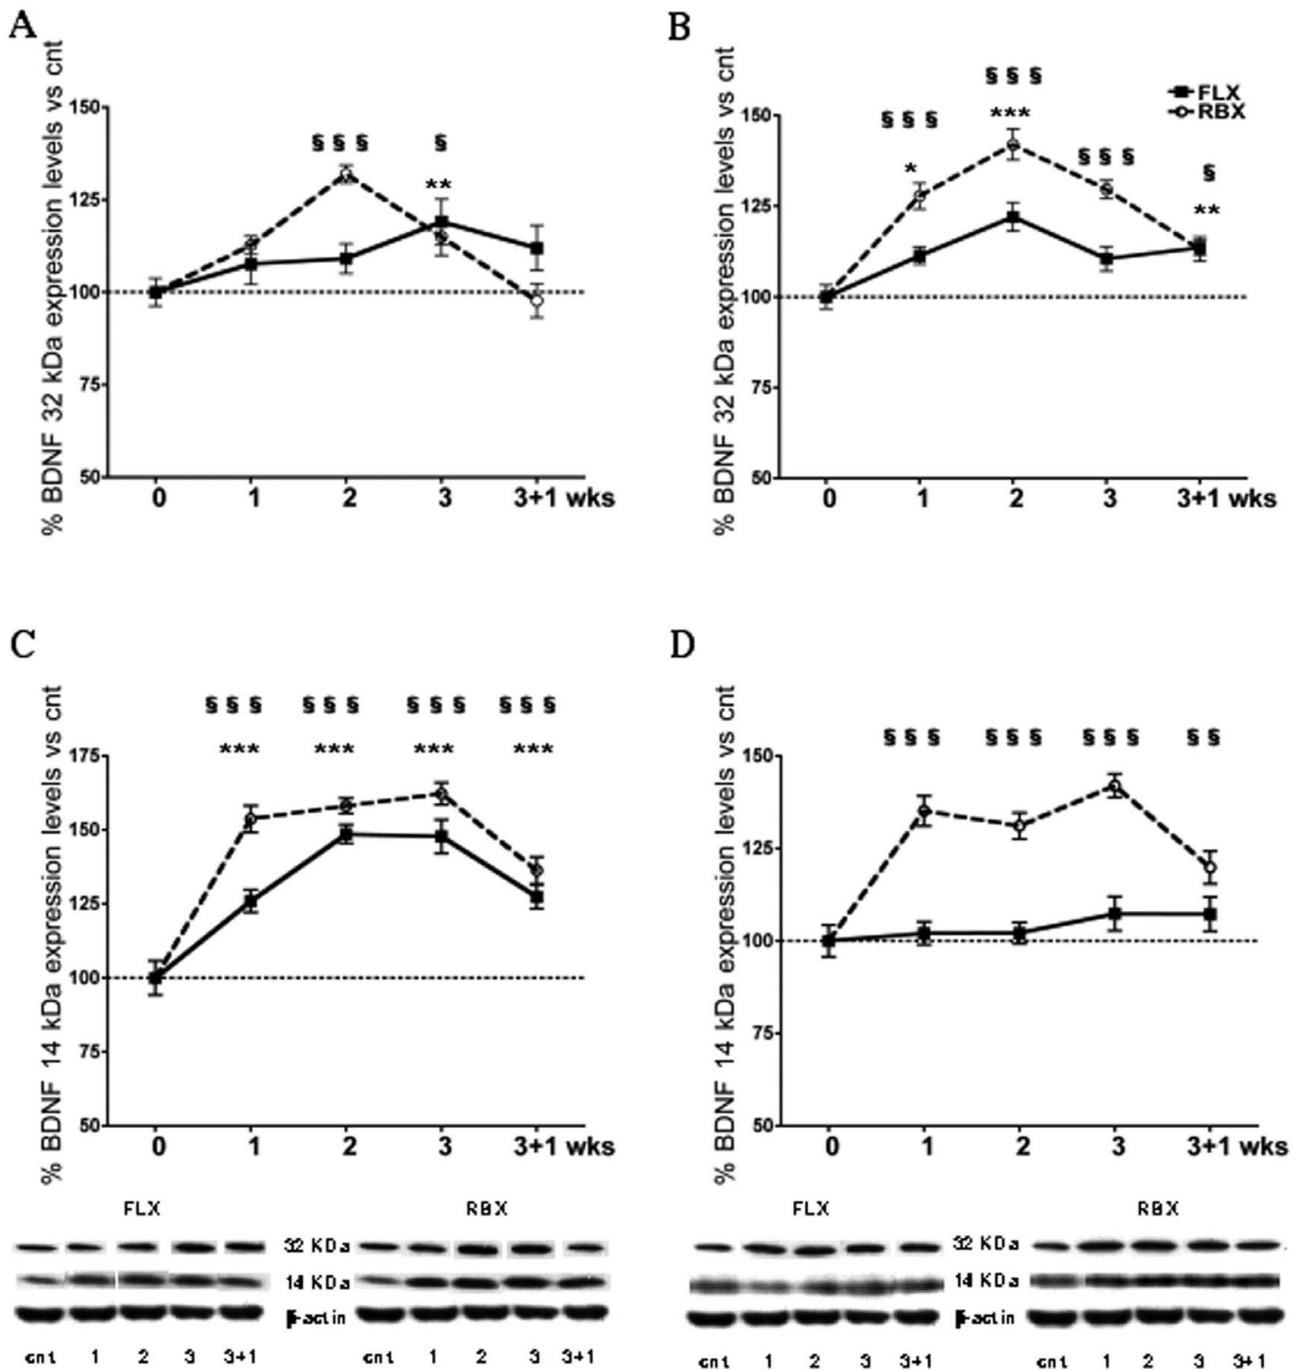 A
% BDNF 32 kDa expression levels vs cnt
150
125
100
75
50
§ § §
§
**
0 1 2 3 3+1 wks
B
% BDNF 32 kDa expression levels vs cnt
150
125
100
75
50
§ § §
*
§ § §
***
§ § §
§
**
FLX
RBX
0 1 2 3 3+1 wks
C
% BDNF 14 kDa expression levels vs cnt
175
150
125
100
75
50
§ § § § § § § § § § § §
*** *** *** ***
0 1 2 3 3+1 wks
D
% BDNF 14 kDa expression levels vs cnt
150
125
100
75
50
§ § § § § § § § § § §
0 1 2 3 3+1 wks
FLX RBX
32 KDa
14 KDa
β-actin
cnt 1 2 3 3+1 cnt 1 2 3 3+1
FLX RBX
32 KDa
14 KDa
β-actin
cnt 1 2 3 3+1 cnt 1 2 3 3+1